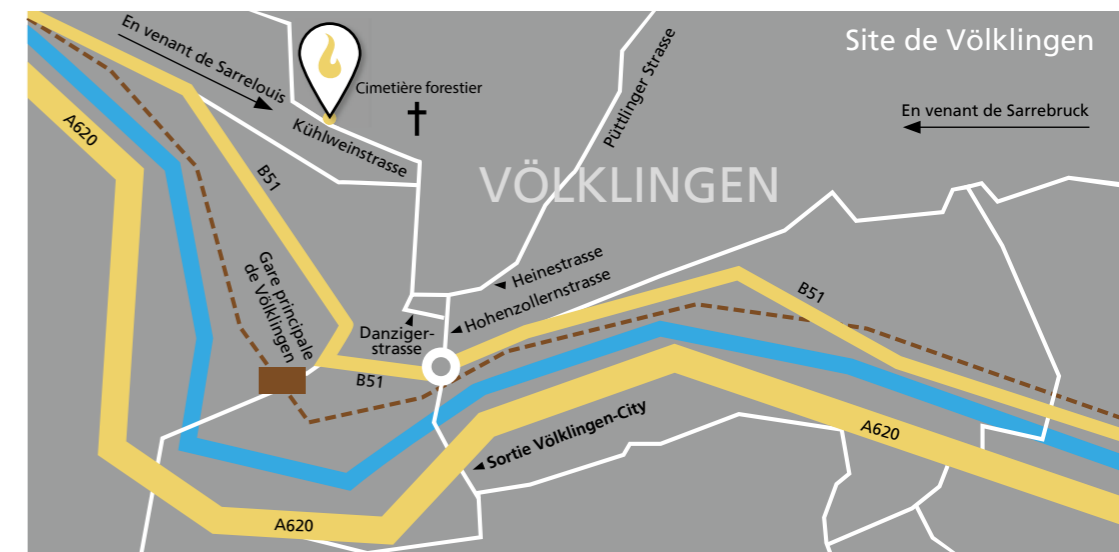 Site de Völklingen
En venant de Sarrelouis
Cimetière forestier
En venant de Sarrebruck
Püttlinger Strasse
A620
Kühlweinstrasse
B51
VÖLKLINGEN
Gare principale
de Völklingen
Heinestrasse
Hohenzollernstrasse
B51
Danziger-
strasse
B51
Sortie Völklingen-City
A620
A620